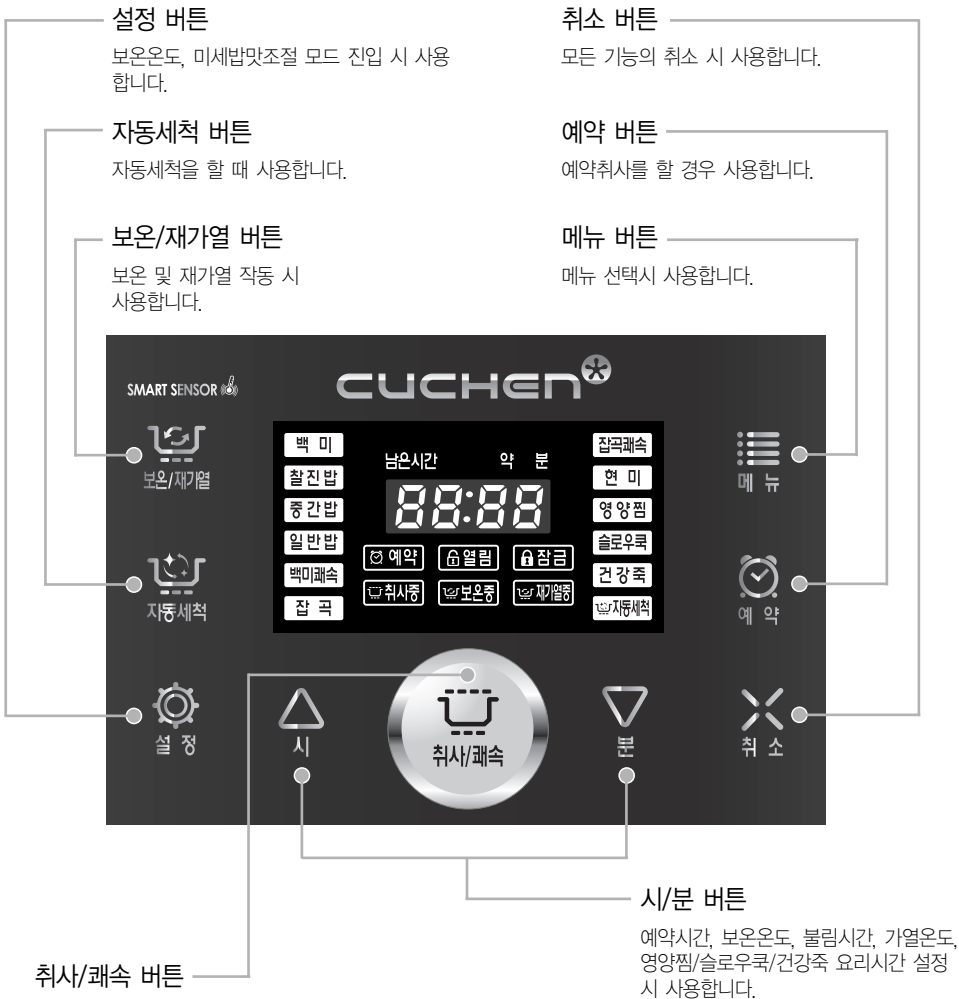 설정 버튼
보온온도, 미세밥맛조절 모드 진입 시 사용
합니다.
취소 버튼
모든 기능의 취소 시 사용합니다.
자동세척 버튼
자동세척을 할 때 사용합니다.
예약 버튼
예약취사를 할 경우 사용합니다.
보온/재가열 버튼
보온 및 재가열 작동 시
사용합니다.
메뉴 버튼
메뉴 선택시 사용합니다.
SMART SENSOR
CUCHEN
보온/재가열
자동세척
설 정
백 미
찰진밥
중간밥
일반밥
백미쾌속
잡 곡
남은시간 약 분
88:88
예약 열림 잠금
취사중 보온중 재가열중
잡곡쾌속
현 미
영양찜
슬로우쿡
건강죽
자동세척
메 뉴
예 약
취 소
시
취사/쾌속
분
시/분 버튼
예약시간, 보온온도, 불림시간, 가열온도,
영양찜/슬로우쿡/건강죽 요리시간 설정
시 사용합니다.
취사/쾌속 버튼